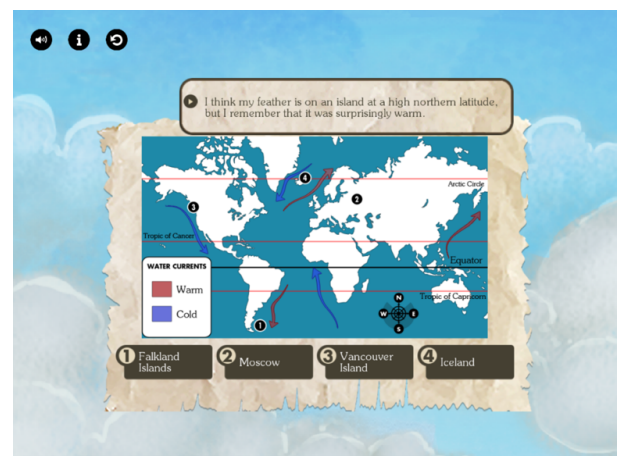 I think my feather is on an island at a high northern latitude,
but I remember that it was surprisingly warm.
Arctic Circle
Tropic of Cancer
Equator
Tropic of Capricorn
WATER CURRENTS
Warm
Cold
N
W
E
S
1
2
3
4
1 Falkland
Islands
2 Moscow
3 Vancouver
Island
4 Iceland